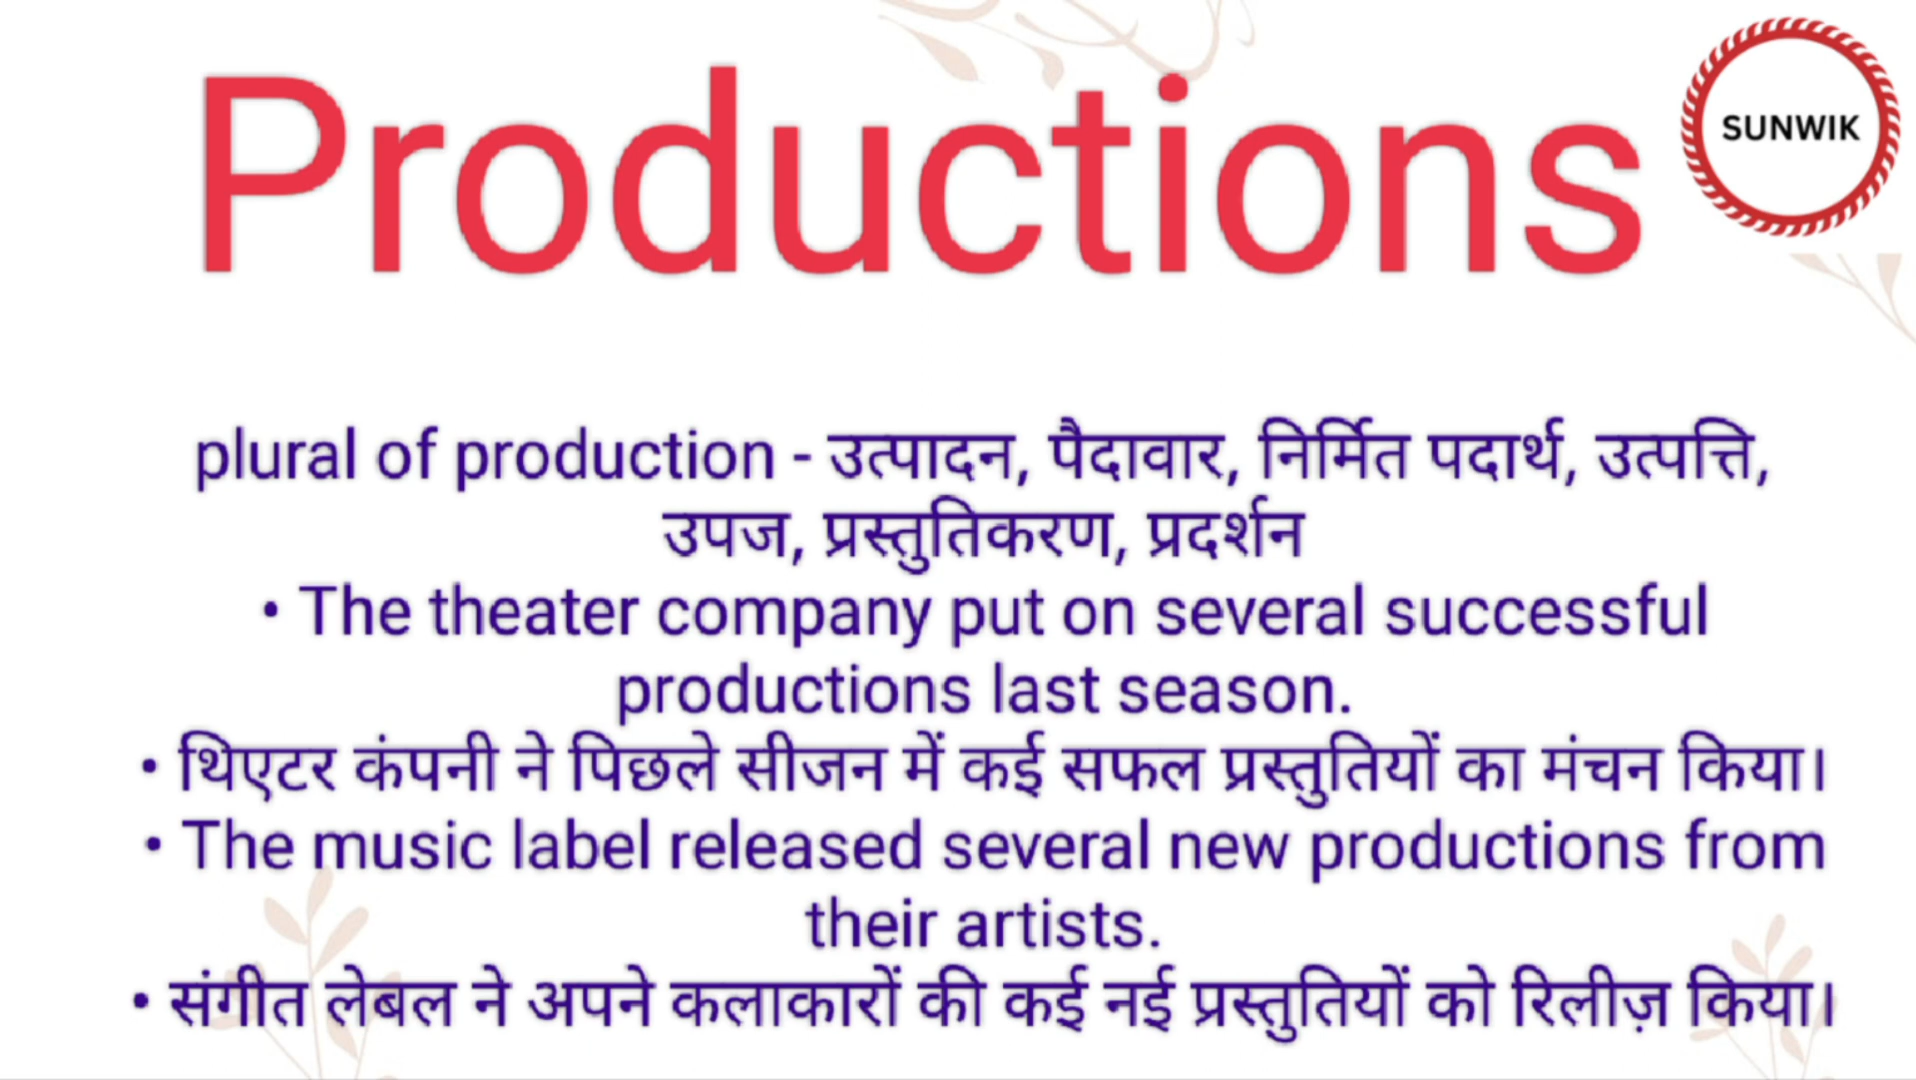 Productions
SUNWIK
plural of production - उत्पादन, पैदावार, निर्मित पदार्थ, उत्पत्ति,
उपज, प्रस्तुतिकरण, प्रदर्शन
• The theater company put on several successful
productions last season.
• थिएटर कंपनी ने पिछले सीजन में कई सफल प्रस्तुतियों का मंचन किया।
• The music label released several new productions from
their artists.
• संगीत लेबल ने अपने कलाकारों की कई नई प्रस्तुतियों को रिलीज़ किया।